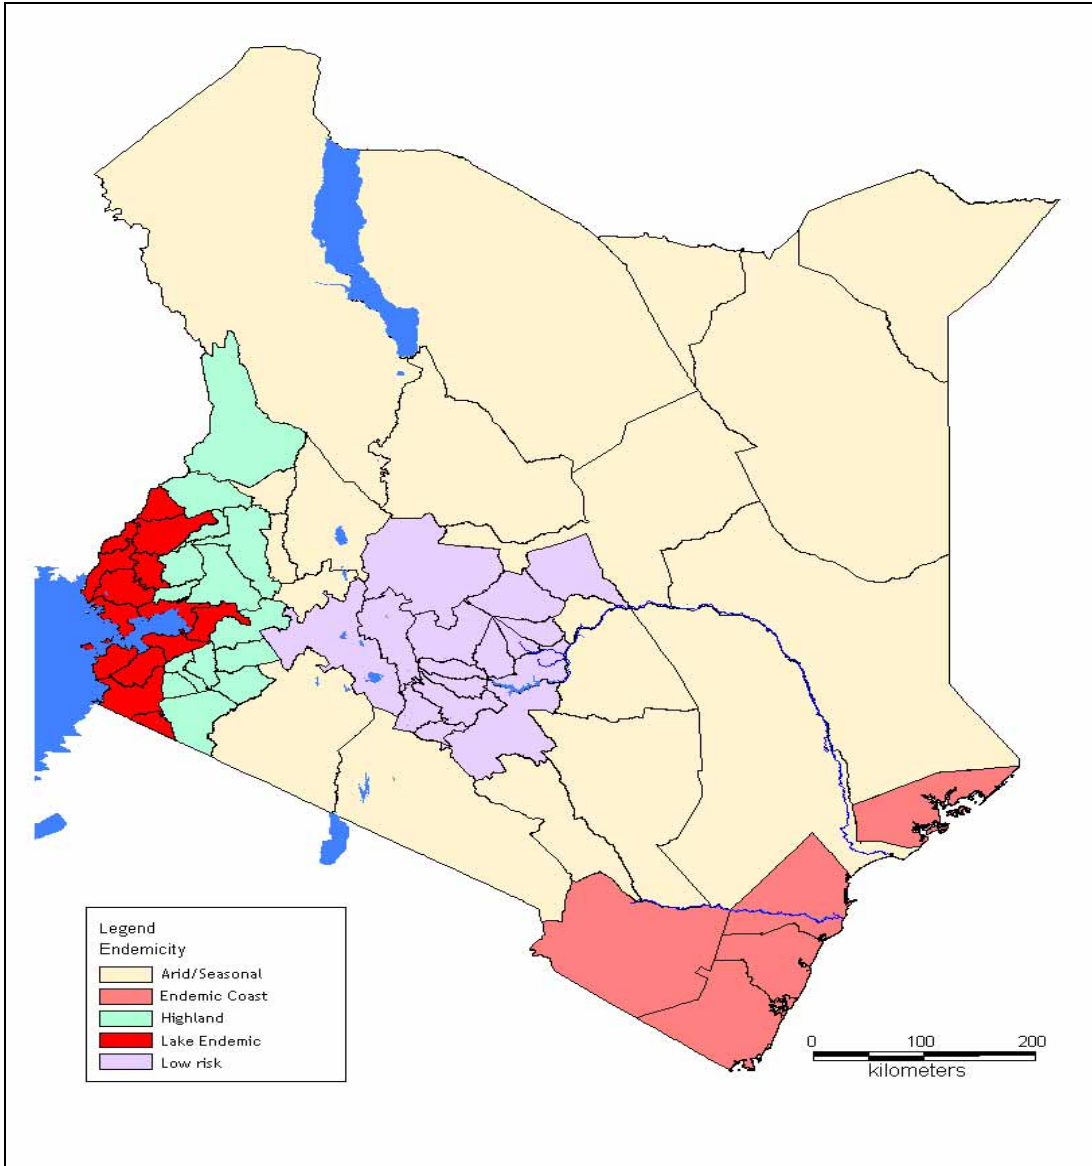 Legend
Endemicity
Arid/Seasonal
Endemic Coast
Highland
Lake Endemic
Low risk
0 100 200
kilometers